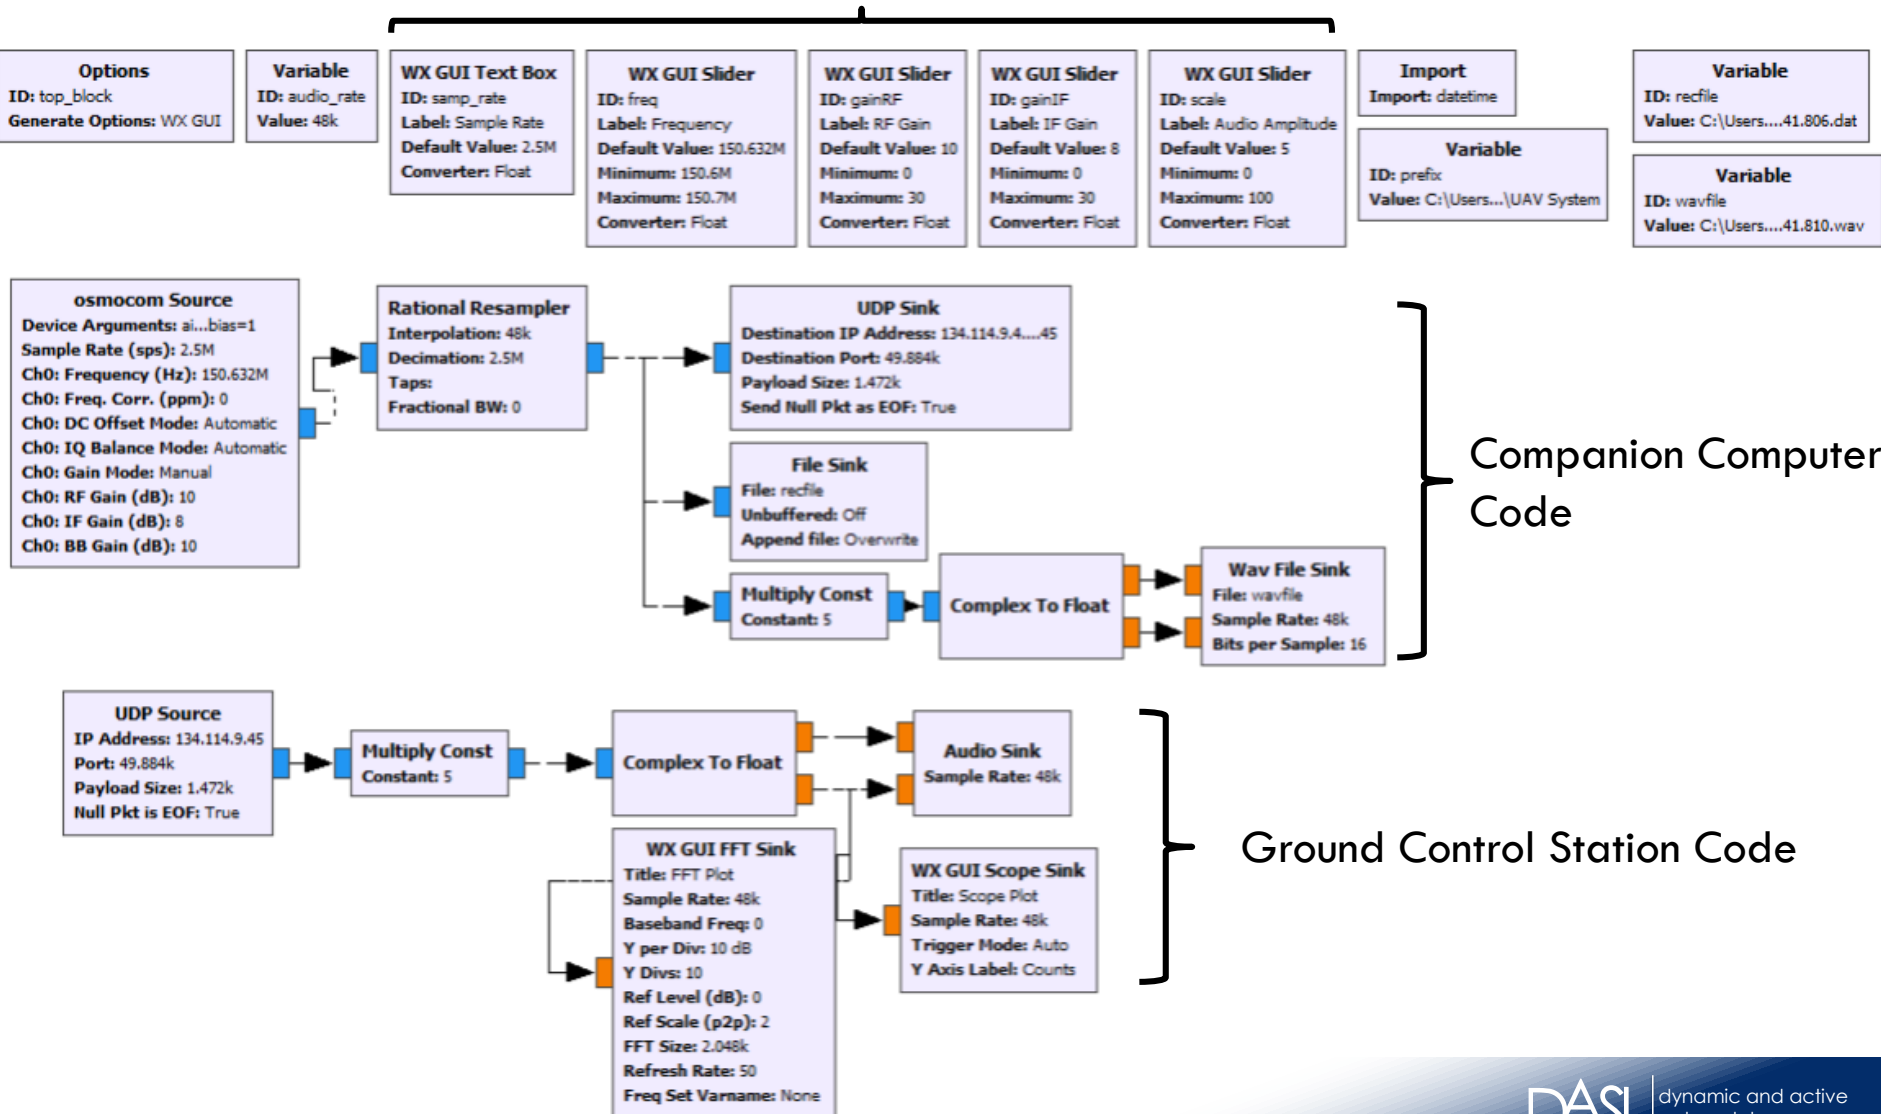 Options
ID: top_block
Generate Options: WX GUI
Variable
ID: audio_rate
Value: 48k
WX GUI Text Box
ID: samp_rate
Label: Sample Rate
Default Value: 2.5M
Converter: Float
WX GUI Slider
ID: freq
Label: Frequency
Default Value: 150.632M
Minimum: 150.6M
Maximum: 150.7M
Converter: Float
WX GUI Slider
ID: gainRF
Label: RF Gain
Default Value: 10
Minimum: 0
Maximum: 30
Converter: Float
WX GUI Slider
ID: gainIF
Label: IF Gain
Default Value: 8
Minimum: 0
Maximum: 30
Converter: Float
WX GUI Slider
ID: scale
Label: Audio Amplitude
Default Value: 5
Minimum: 0
Maximum: 100
Converter: Float
Import
Import: datetime
Variable
ID: prefix
Value: C:\Users...\UAV System
Variable
ID: recfile
Value: C:\Users....41.806.dat
Variable
ID: wavfile
Value: C:\Users....41.810.wav
osmocom Source
Device Arguments: ai...bias=1
Sample Rate (sps): 2.5M
Ch0: Frequency (Hz): 150.632M
Ch0: Freq. Corr. (ppm): 0
Ch0: DC Offset Mode: Automatic
Ch0: IQ Balance Mode: Automatic
Ch0: Gain Mode: Manual
Ch0: RF Gain (dB): 10
Ch0: IF Gain (dB): 8
Ch0: BB Gain (dB): 10
Rational Resampler
Interpolation: 48k
Decimation: 2.5M
Taps:
Fractional BW: 0
UDP Sink
Destination IP Address: 134.114.9.4....45
Destination Port: 49.884k
Payload Size: 1.472k
Send Null Pkt as EOF: True
File Sink
File: recfile
Unbuffered: Off
Append file: Overwrite
Multiply Const
Constant: 5
Complex To Float
Wav File Sink
File: wavfile
Sample Rate: 48k
Bits per Sample: 16
Companion Computer
Code
UDP Source
IP Address: 134.114.9.45
Port: 49.884k
Payload Size: 1.472k
Null Pkt is EOF: True
Multiply Const
Constant: 5
Complex To Float
Audio Sink
Sample Rate: 48k
WX GUI FFT Sink
Title: FFT Plot
Sample Rate: 48k
Baseband Freq: 0
Y per Div: 10 dB
Y Divs: 10
Ref Level (dB): 0
Ref Scale (p2p): 2
FFT Size: 2.048k
Refresh Rate: 50
Freq Set Varname: None
WX GUI Scope Sink
Title: Scope Plot
Sample Rate: 48k
Trigger Mode: Auto
Y Axis Label: Counts
Ground Control Station Code
DASL
dynamic and active